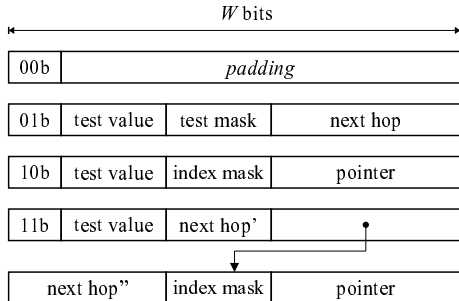 W bits
00b padding
01b test value test mask next hop
10b test value index mask pointer
11b test value next hop’
next hop” index mask pointer